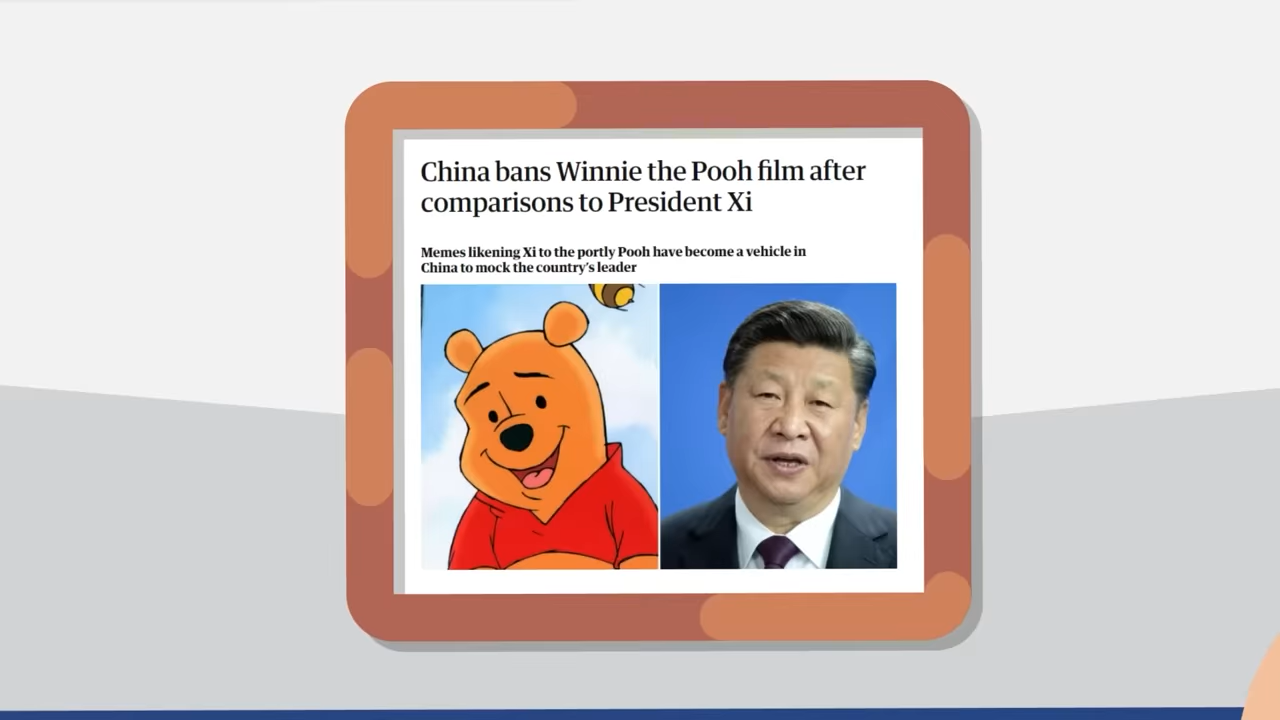 China bans Winnie the Pooh film after
comparisons to President Xi
Memes likening Xi to the portly Pooh have become a vehicle in
China to mock the country's leader